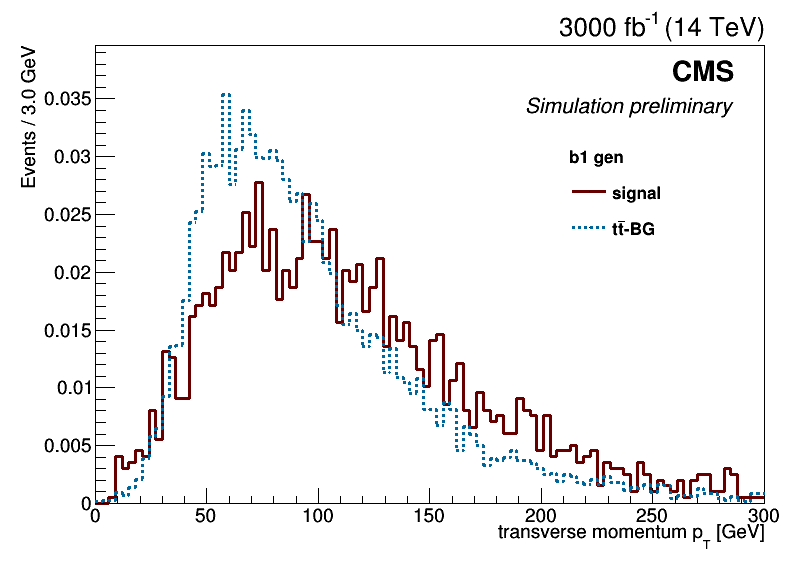 3000 fb⁻¹ (14 TeV)
Events / 3.0 GeV
CMS
Simulation preliminary
b1 gen
signal
tt̄-BG
0.035
0.03
0.025
0.02
0.015
0.01
0.005
0
0 50 100 150 200 250 300
transverse momentum p_T [GeV]